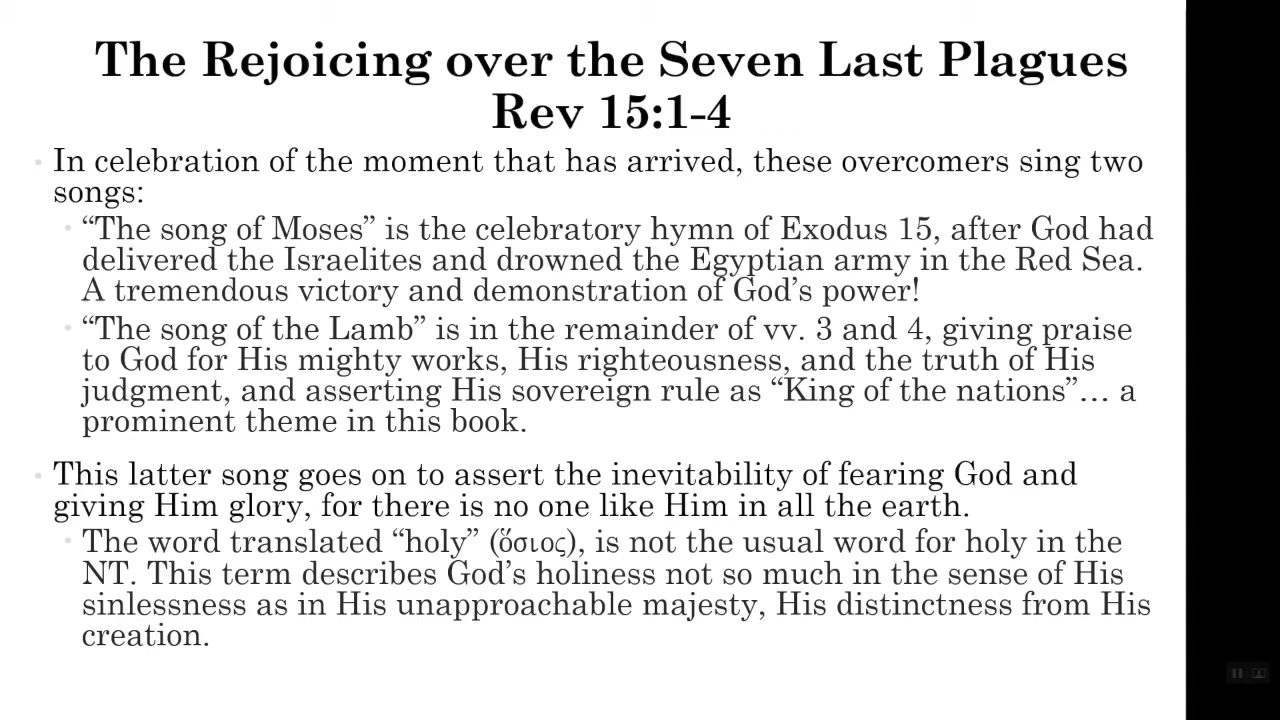 The Rejoicing over the Seven Last Plagues
Rev 15:1-4
• In celebration of the moment that has arrived, these overcomers sing two
songs:
• “The song of Moses” is the celebratory hymn of Exodus 15, after God had
delivered the Israelites and drowned the Egyptian army in the Red Sea.
A tremendous victory and demonstration of God’s power!
• “The song of the Lamb” is in the remainder of vv. 3 and 4, giving praise
to God for His mighty works, His righteousness, and the truth of His
judgment, and asserting His sovereign rule as “King of the nations”… a
prominent theme in this book.
• This latter song goes on to assert the inevitability of fearing God and
giving Him glory, for there is no one like Him in all the earth.
• The word translated “holy” (ὅσιος), is not the usual word for holy in the
NT. This term describes God’s holiness not so much in the sense of His
sinlessness as in His unapproachable majesty, His distinctness from His
creation.